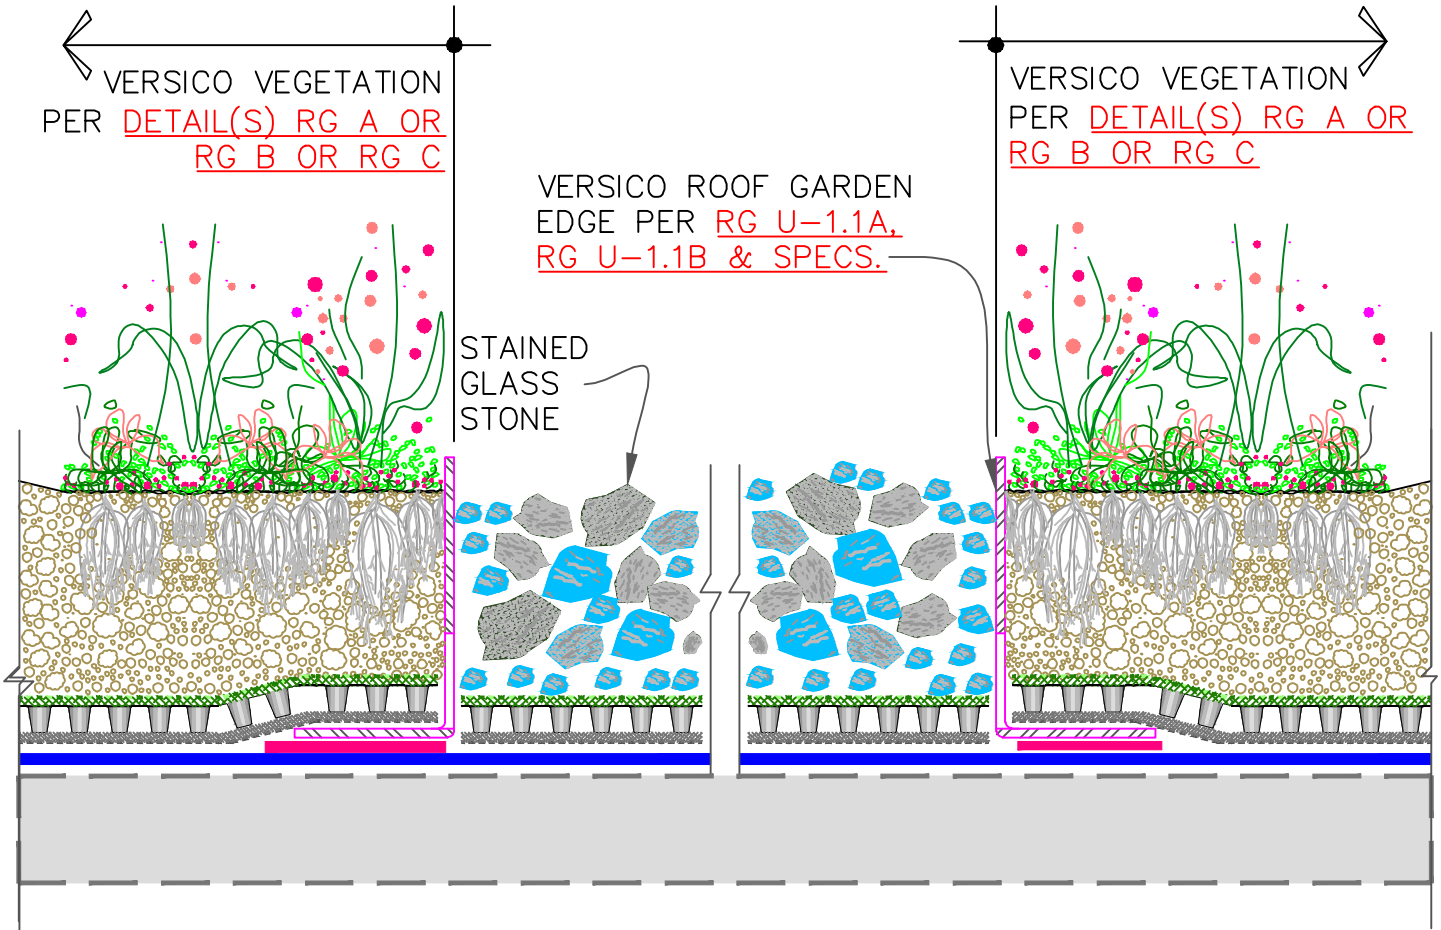 VERSICO VEGETATION
PER DETAIL(S) RG A OR
RG B OR RG C
VERSICO VEGETATION
PER DETAIL(S) RG A OR
RG B OR RG C
VERSICO ROOF GARDEN
EDGE PER RG U-1.1A,
RG U-1.1B & SPECS.
STAINED
GLASS
STONE